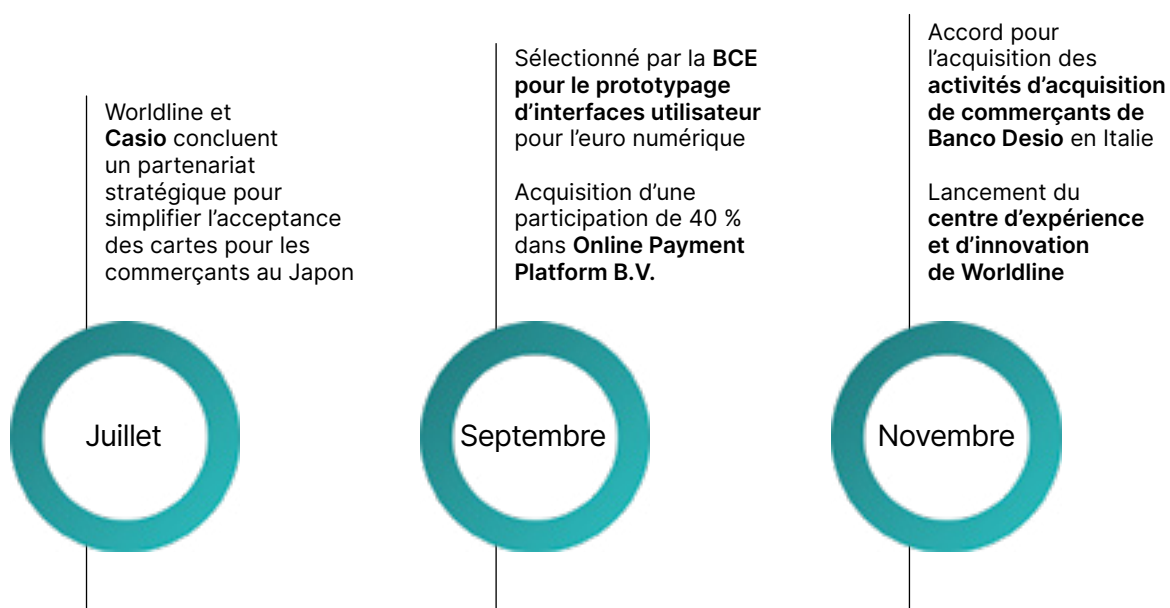 Worldline et
Casio concluent
un partenariat
stratégique pour
simplifier l’acceptance
des cartes pour les
commerçants au Japon
Juillet
Sélectionné par la BCE
pour le prototypage
d’interfaces utilisateur
pour l’euro numérique
Acquisition d’une
participation de 40 %
dans Online Payment
Platform B.V.
Septembre
Accord pour
l’acquisition des
activités d’acquisition
de commerçants de
Banco Desio en Italie
Lancement du
centre d’expérience
et d’innovation
de Worldline
Novembre